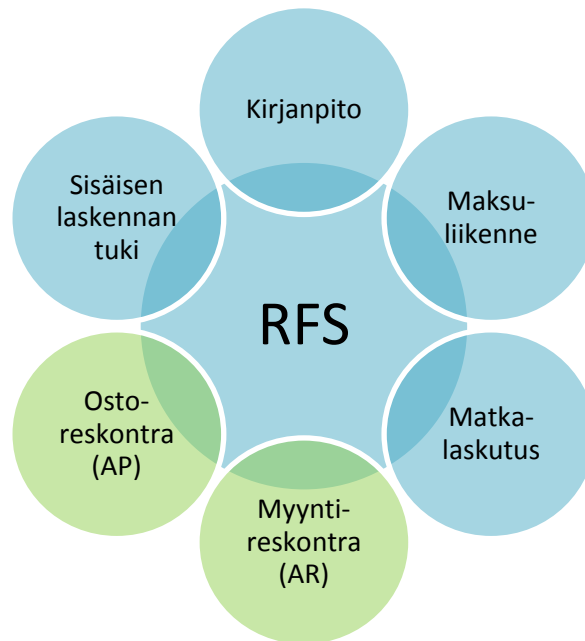 Kirjanpito
Sisäisen
laskennan
tuki
Maksu-
liikenne
RFS
Osto-
reskontra
(AP)
Matka-
laskutus
Myynti-
reskontra
(AR)